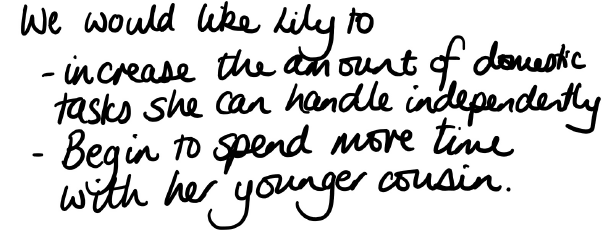 We would like Lily to
- increase the amount of domestic
tasks she can handle independently
- Begin to spend more time
with her younger cousin.